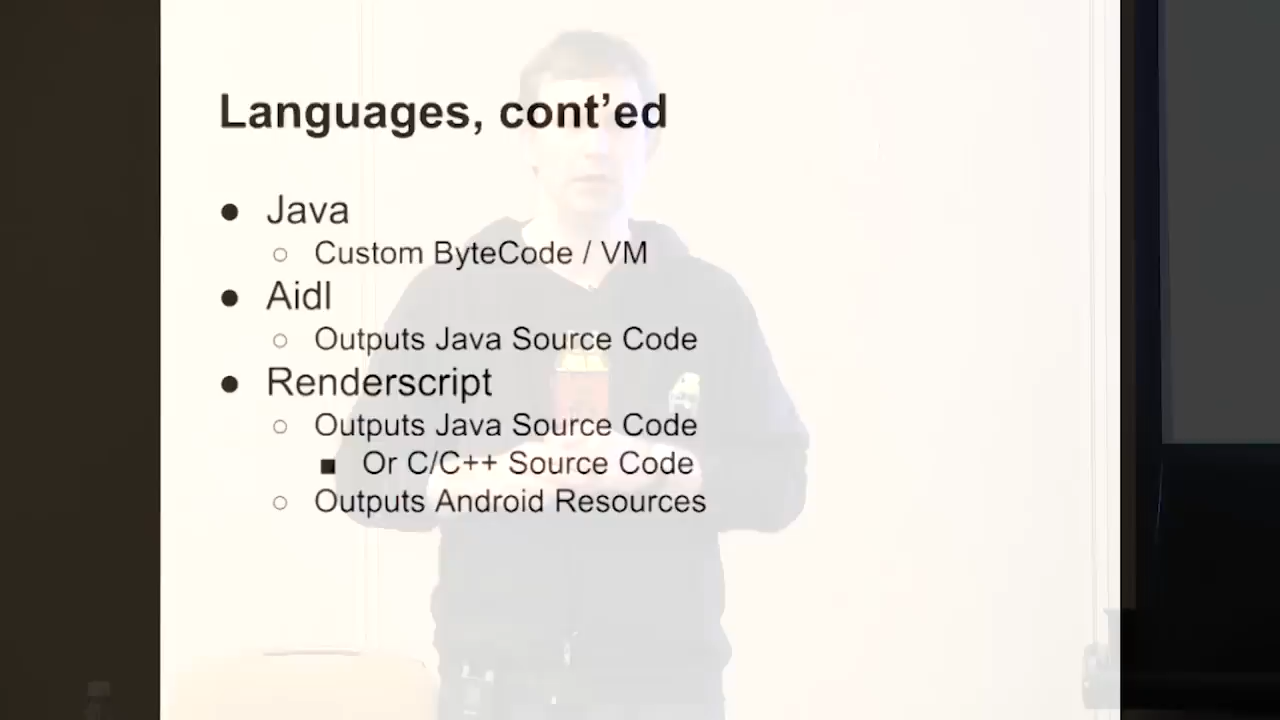 Languages, cont’ed
● Java
○ Custom ByteCode / VM
● Aidl
○ Outputs Java Source Code
● Renderscript
○ Outputs Java Source Code
■ Or C/C++ Source Code
○ Outputs Android Resources